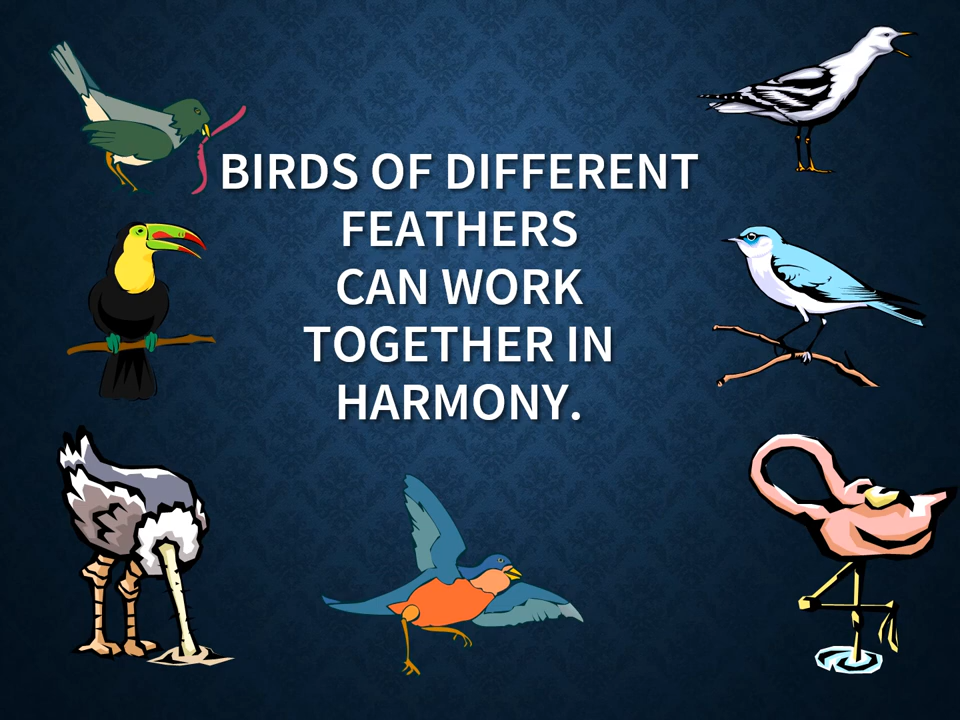 BIRDS OF DIFFERENT
FEATHERS
CAN WORK
TOGETHER IN
HARMONY.